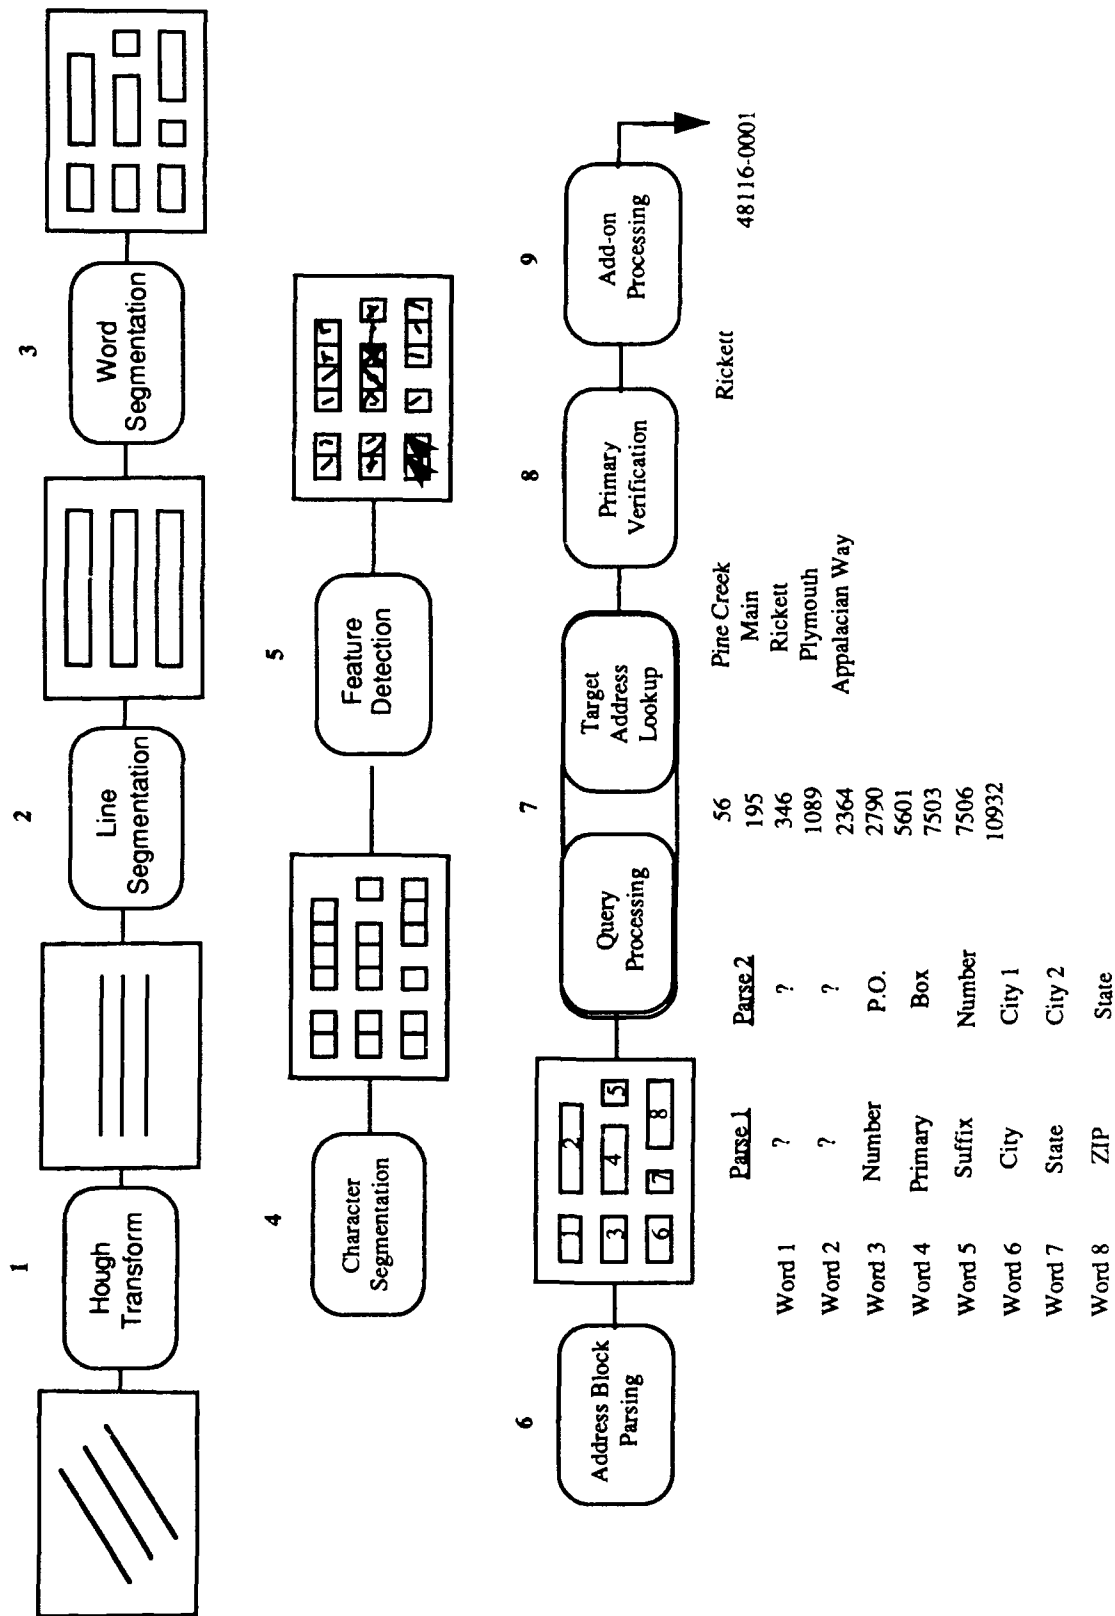 1
Hough
Transform
2
Line
Segmentation
3
Word
Segmentation
4
Character
Segmentation
5
Feature
Detection
6
Address Block
Parsing
1
2
3
4
5
6
7
8
7
Query
Processing
Target
Address
Lookup
8
Primary
Verification
9
Add-on
Processing
Parse 1
Parse 2
Word 1 ? ?
Word 2 ? ?
Word 3 Number P.O.
Word 4 Primary Box
Word 5 Suffix Number
Word 6 City City 1
Word 7 State City 2
Word 8 ZIP State
56
195
346
1089
2364
2790
5601
7503
7506
10932
Pine Creek
Main
Rickett
Plymouth
Appalacian Way
Rickett
48116-0001